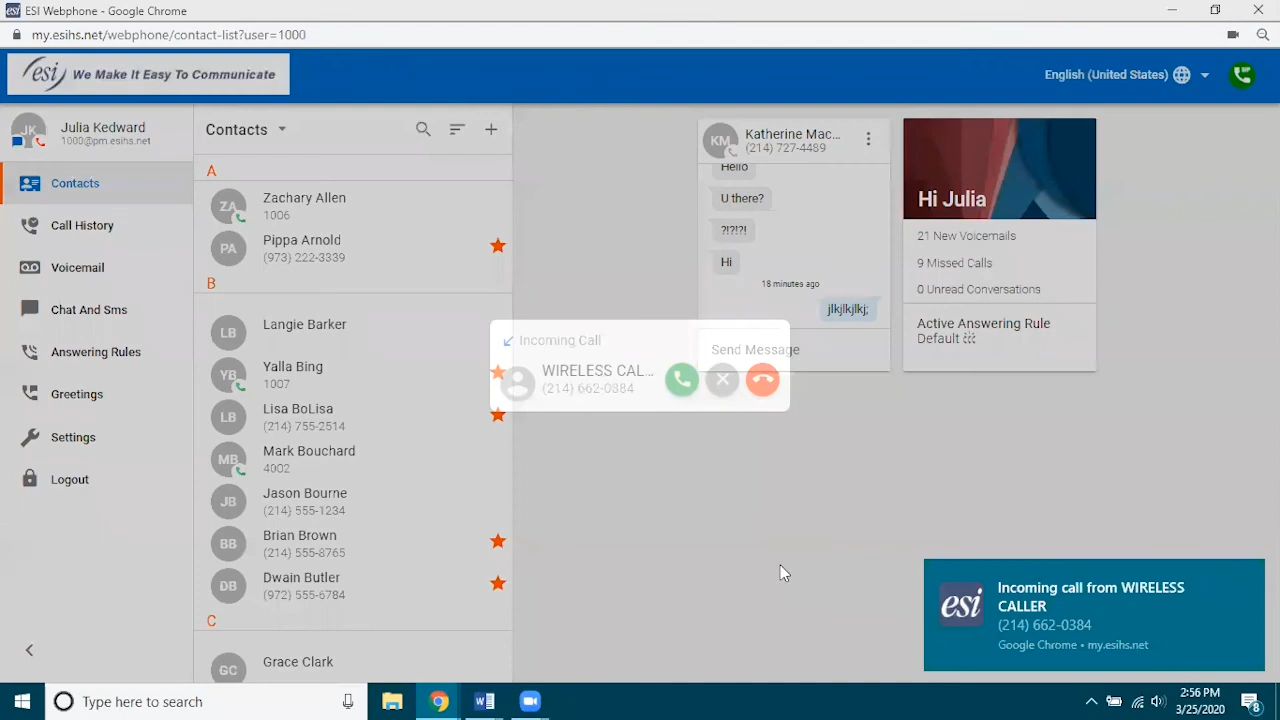 ESI Webphone - Google Chrome
my.esihs.net/webphone/contact-list?user=1000
esi We Make It Easy To Communicate
English (United States)
JK
Julia Kedward
1000@pm.esihs.net
Contacts
Call History
Voicemail
Chat And Sms
Answering Rules
Greetings
Settings
Logout
Contacts
A
ZA
Zachary Allen
1006
PA
Pippa Arnold
(973) 222-3339
B
LB
Langie Barker
YB
Yalla Bing
1007
LB
Lisa BoLisa
(214) 755-2514
MB
Mark Bouchard
4002
JB
Jason Bourne
(214) 555-1234
BB
Brian Brown
(214) 555-8765
DB
Dwain Butler
(972) 555-6784
C
GC
Grace Clark
KM
Katherine Mac...
(214) 727-4489
Hello
U there?
?!?!?!
Hi
18 minutes ago
jlkjlkjlkj;
Send Message
Incoming Call
WIRELESS CAL...
(214) 662-0384
Hi Julia
21 New Voicemails
9 Missed Calls
0 Unread Conversations
Active Answering Rule
Default
esi
Incoming call from WIRELESS
CALLER
(214) 662-0384
Google Chrome • my.esihs.net
Type here to search
2:56 PM
3/25/2020
8